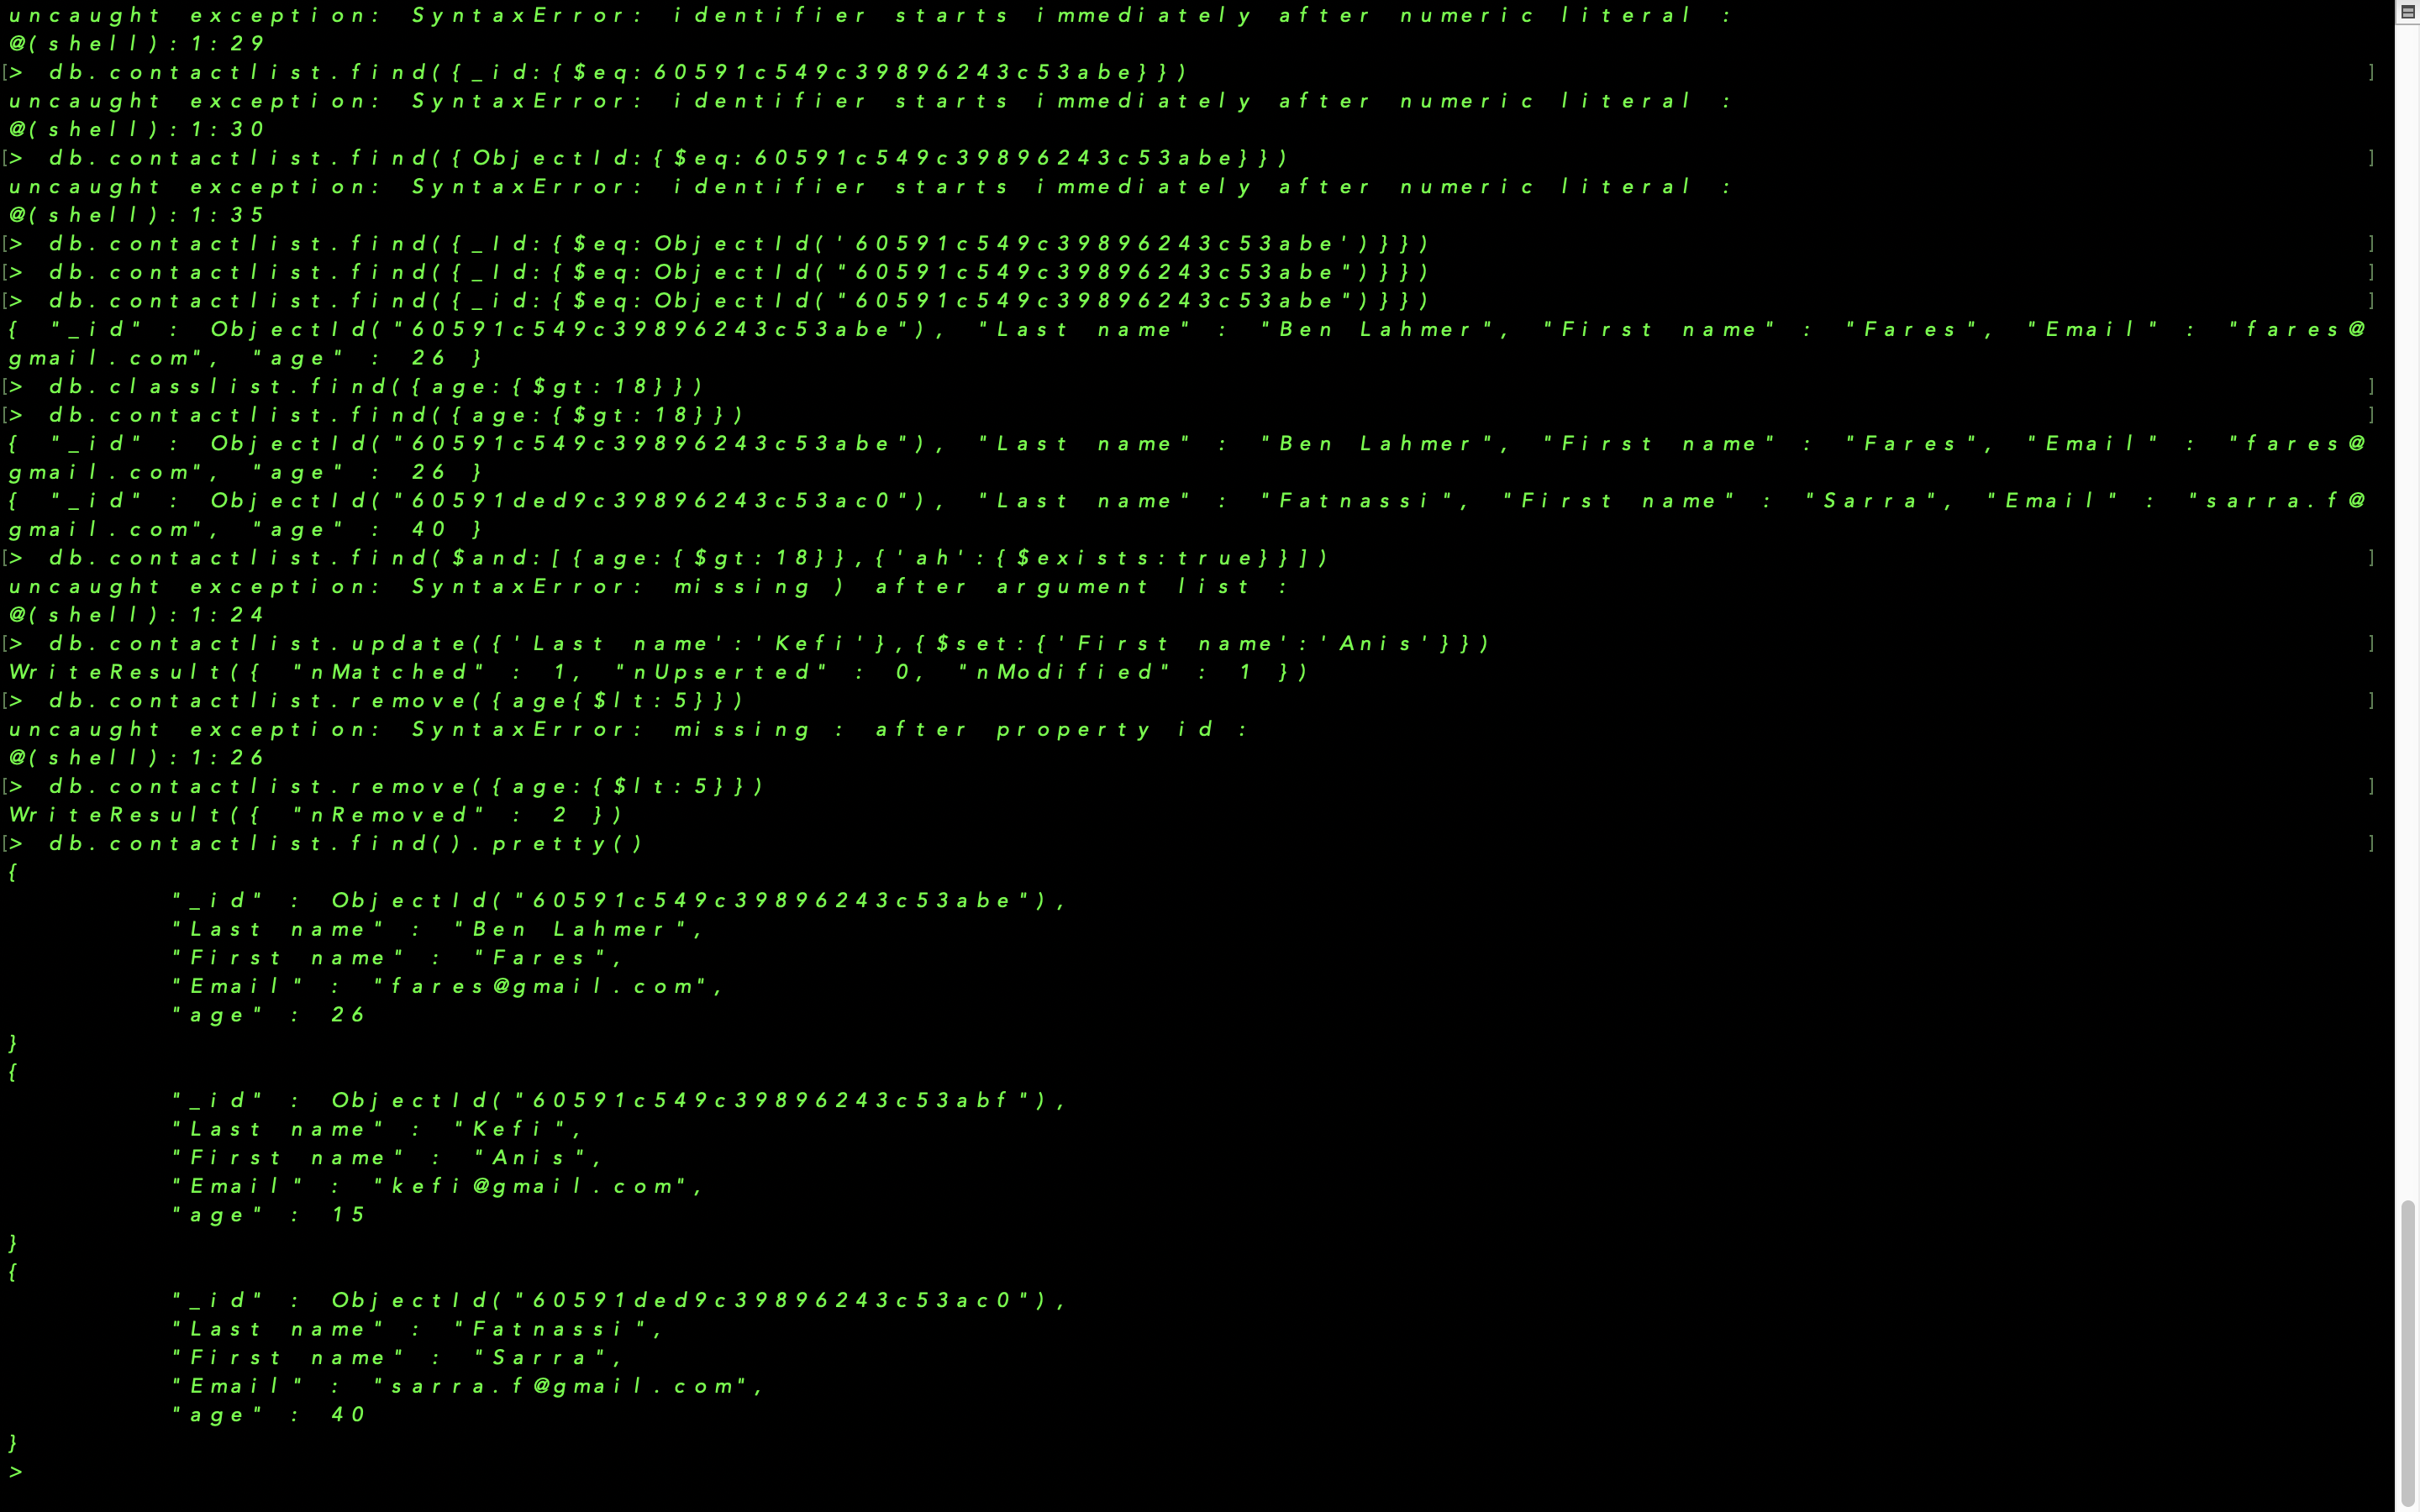 uncaught exception: SyntaxError: identifier starts immediately after numeric literal :
@(shell):1:29
[> db.contactlist.find({_id:{$eq:60591c549c39896243c53abe}}) ]
uncaught exception: SyntaxError: identifier starts immediately after numeric literal :
@(shell):1:30
[> db.contactlist.find({ObjectId:{$eq:60591c549c39896243c53abe}}) ]
uncaught exception: SyntaxError: identifier starts immediately after numeric literal :
@(shell):1:35
[> db.contactlist.find({_Id:{$eq:ObjectId('60591c549c39896243c53abe')}}) ]
[> db.contactlist.find({_Id:{$eq:ObjectId("60591c549c39896243c53abe")}}) ]
[> db.contactlist.find({_id:{$eq:ObjectId("60591c549c39896243c53abe")}}) ]
{ "_id" : ObjectId("60591c549c39896243c53abe"), "Last name" : "Ben Lahmer", "First name" : "Fares", "Email" : "fares@
gmail.com", "age" : 26 }
[> db.classlist.find({age:{$gt:18}}) ]
[> db.contactlist.find({age:{$gt:18}}) ]
{ "_id" : ObjectId("60591c549c39896243c53abe"), "Last name" : "Ben Lahmer", "First name" : "Fares", "Email" : "fares@
gmail.com", "age" : 26 }
{ "_id" : ObjectId("60591ded9c39896243c53ac0"), "Last name" : "Fatnassi", "First name" : "Sarra", "Email" : "sarra.f@
gmail.com", "age" : 40 }
[> db.contactlist.find($and:[{age:{$gt:18}},{'ah':{$exists:true}}]) ]
uncaught exception: SyntaxError: missing ) after argument list :
@(shell):1:24
[> db.contactlist.update({'Last name':'Kefi'},{$set:{'First name':'Anis'}}) ]
WriteResult({ "nMatched" : 1, "nUpserted" : 0, "nModified" : 1 })
[> db.contactlist.remove({age{$lt:5}}) ]
uncaught exception: SyntaxError: missing : after property id :
@(shell):1:26
[> db.contactlist.remove({age:{$lt:5}}) ]
WriteResult({ "nRemoved" : 2 })
[> db.contactlist.find().pretty() ]
{
"_id" : ObjectId("60591c549c39896243c53abe"),
"Last name" : "Ben Lahmer",
"First name" : "Fares",
"Email" : "fares@gmail.com",
"age" : 26
}
{
"_id" : ObjectId("60591c549c39896243c53abf"),
"Last name" : "Kefi",
"First name" : "Anis",
"Email" : "kefi@gmail.com",
"age" : 15
}
{
"_id" : ObjectId("60591ded9c39896243c53ac0"),
"Last name" : "Fatnassi",
"First name" : "Sarra",
"Email" : "sarra.f@gmail.com",
"age" : 40
}
>